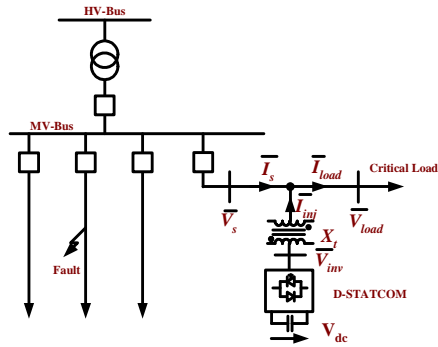 HV-Bus
MV-Bus
I_s
I_load
Critical Load
V_s
I_inj
V_load
X_t
V_inv
Fault
D-STATCOM
V_dc